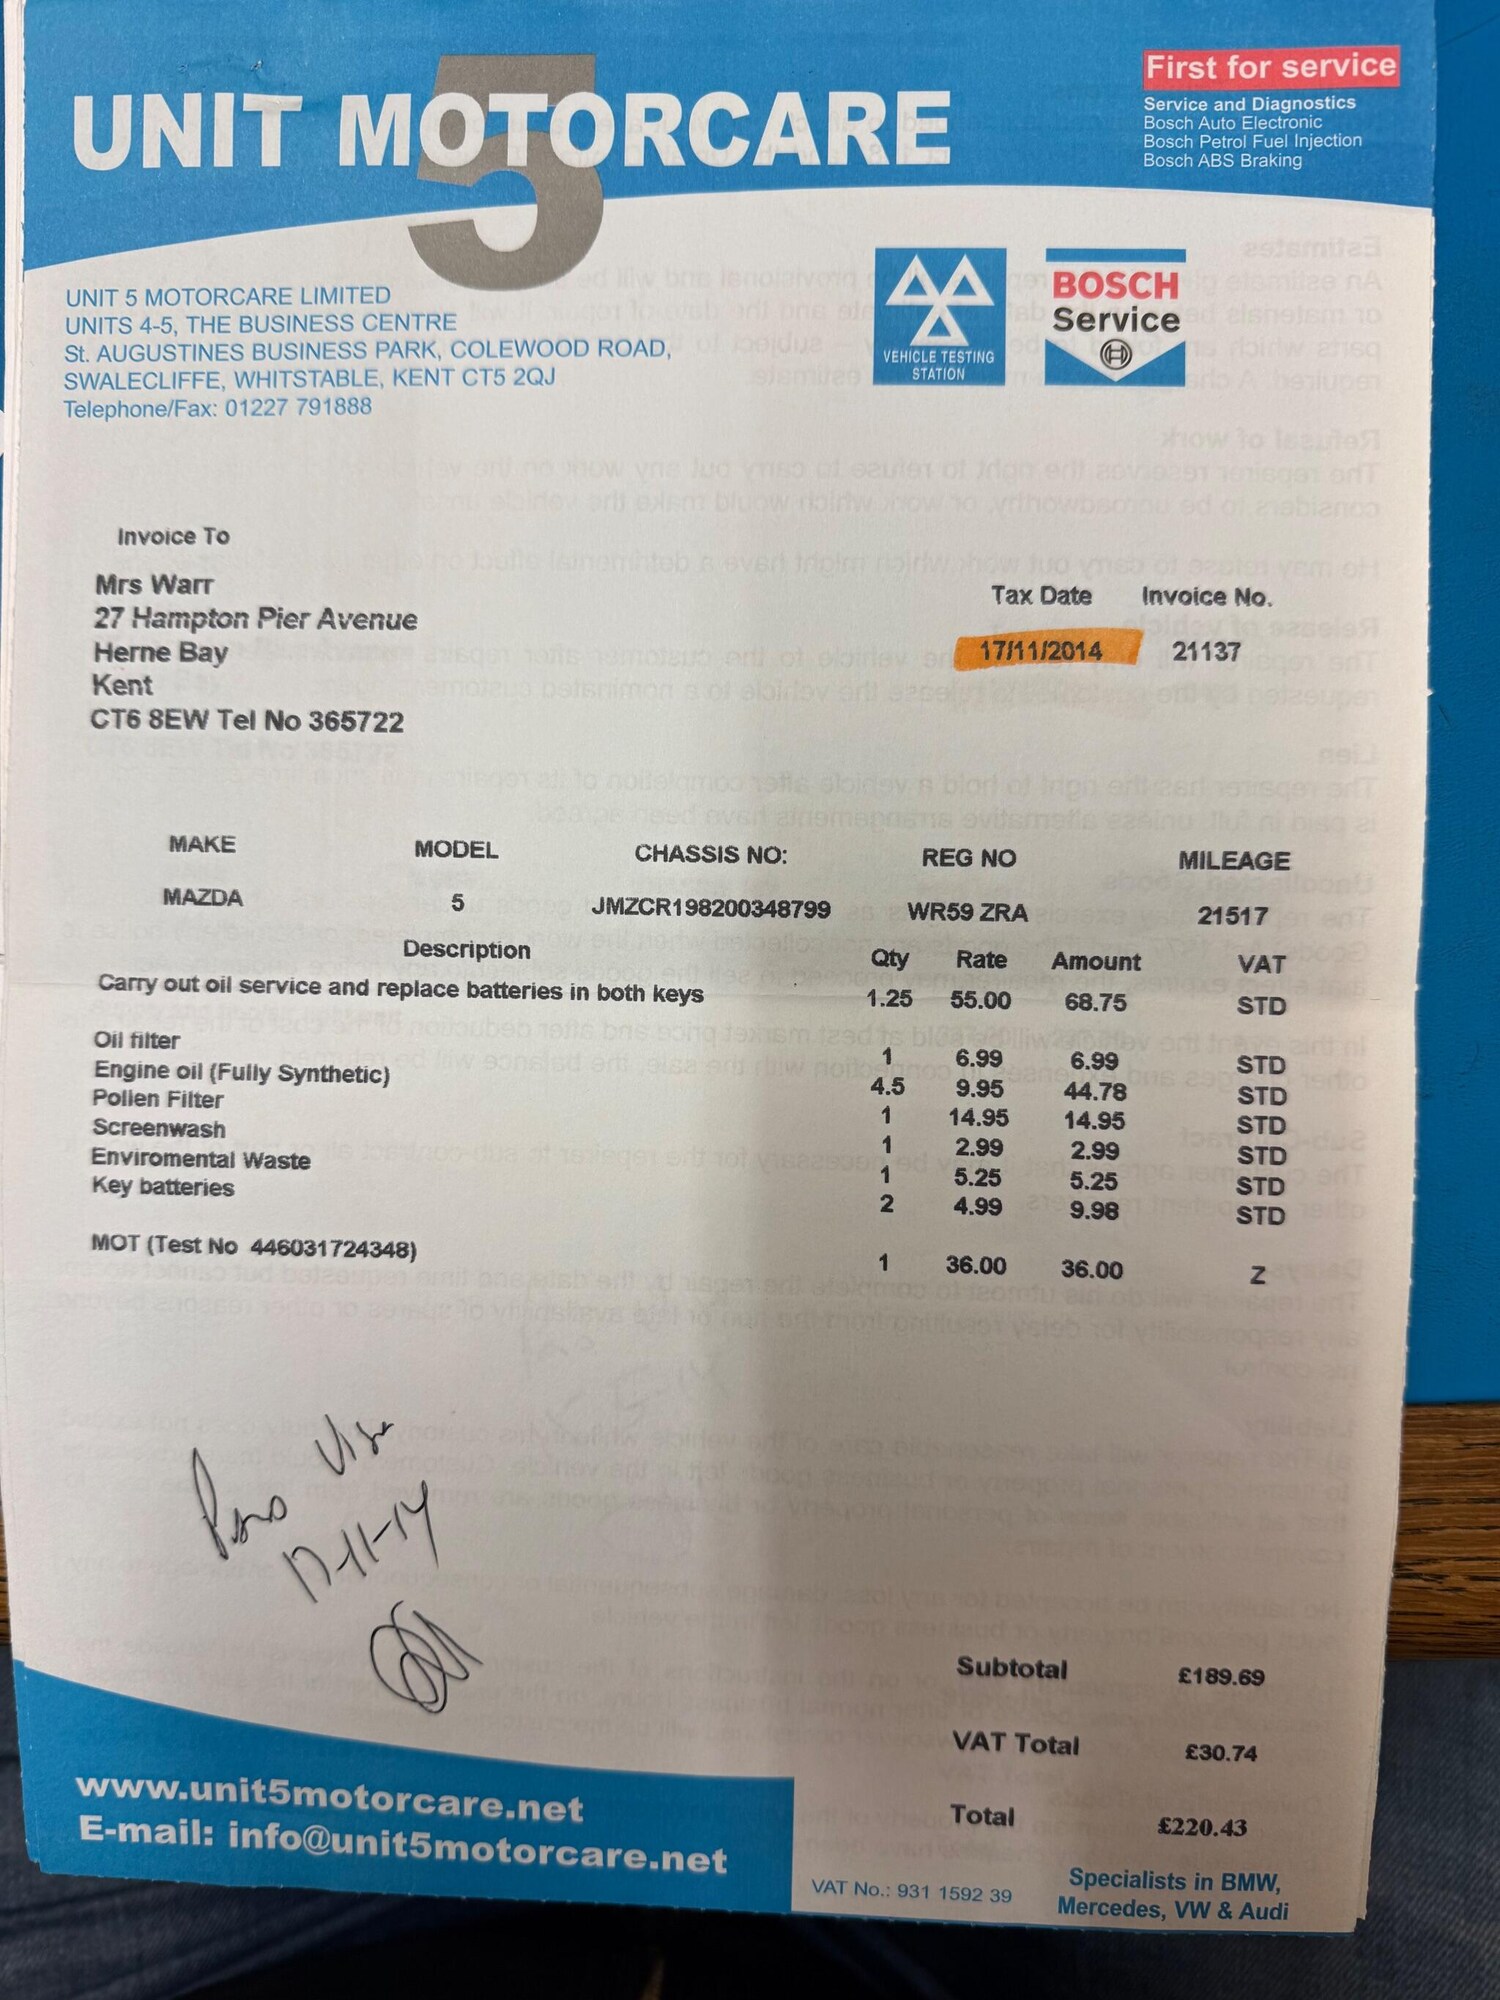 UNIT 5 MOTORCARE
First for service
Service and Diagnostics
Bosch Auto Electronic
Bosch Petrol Fuel Injection
Bosch ABS Braking
UNIT 5 MOTORCARE LIMITED
UNITS 4-5, THE BUSINESS CENTRE
St. AUGUSTINES BUSINESS PARK, COLEWOOD ROAD,
SWALECLIFFE, WHITSTABLE, KENT CT5 2QJ
Telephone/Fax: 01227 791888
VEHICLE TESTING
STATION
BOSCH
Service
Invoice To
Mrs Warr
27 Hampton Pier Avenue
Herne Bay
Kent
CT6 8EW Tel No 365722
Tax Date Invoice No.
17/11/2014 21137
MAKE MODEL CHASSIS NO: REG NO MILEAGE
MAZDA 5 JMZCR198200348799 WR59 ZRA 21517
Description Qty Rate Amount VAT
Carry out oil service and replace batteries in both keys 1.25 55.00 68.75 STD
Oil filter 1 6.99 6.99 STD
Engine oil (Fully Synthetic) 4.5 9.95 44.78 STD
Pollen Filter 1 14.95 14.95 STD
Screenwash 1 2.99 2.99 STD
Enviromental Waste 1 5.25 5.25 STD
Key batteries 2 4.99 9.98 STD
MOT (Test No 446031724348) 1 36.00 36.00 Z
Visa
17-11-14
Subtotal £189.69
VAT Total £30.74
Total £220.43
www.unit5motorcare.net
E-mail: info@unit5motorcare.net
VAT No.: 931 1592 39
Specialists in BMW,
Mercedes, VW & Audi